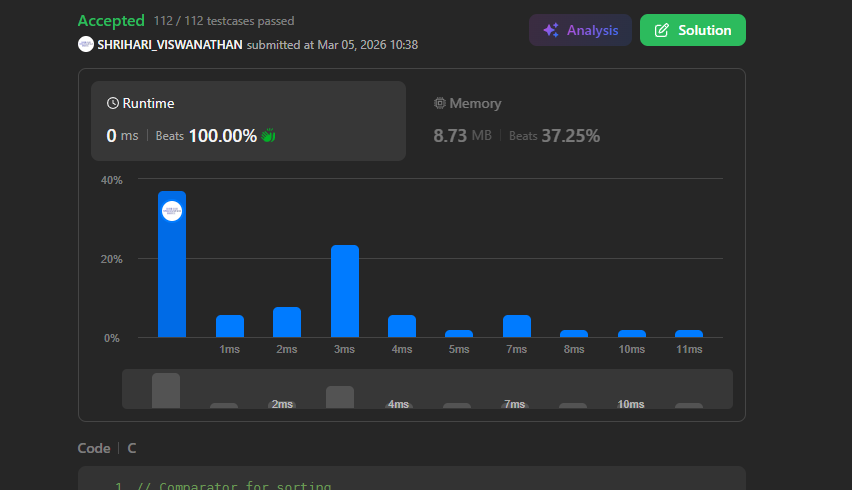 Accepted 112 / 112 testcases passed
SHRIHARI_VISWANATHAN submitted at Mar 05, 2026 10:38
Analysis
Solution
Runtime
0 ms | Beats 100.00%
Memory
8.73 MB | Beats 37.25%
40%
20%
0%
1ms 2ms 3ms 4ms 5ms 7ms 8ms 10ms 11ms
2ms 4ms 7ms 10ms
Code | C
1 // Comparator for sorting